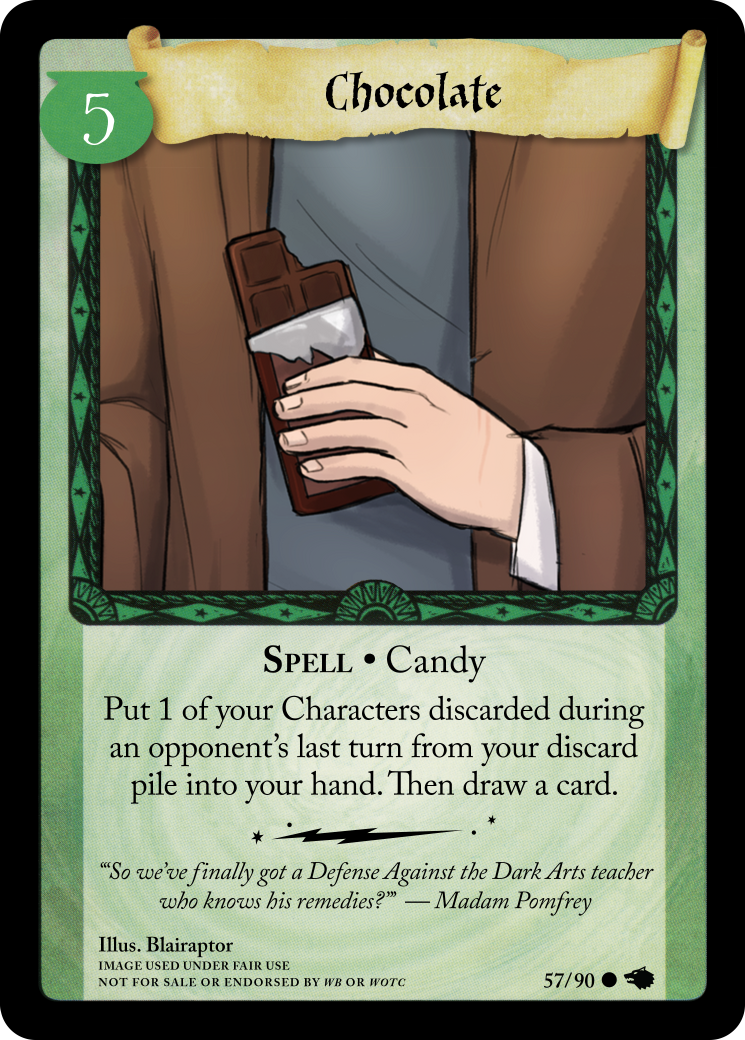 Chocolate
5
SPELL • Candy
Put 1 of your Characters discarded during
an opponent's last turn from your discard
pile into your hand. Then draw a card.
“‘So we’ve finally got a Defense Against the Dark Arts teacher
who knows his remedies?’” — Madam Pomfrey
Illus. Blairaptor
IMAGE USED UNDER FAIR USE
NOT FOR SALE OR ENDORSED BY WB OR WOTC
57/90